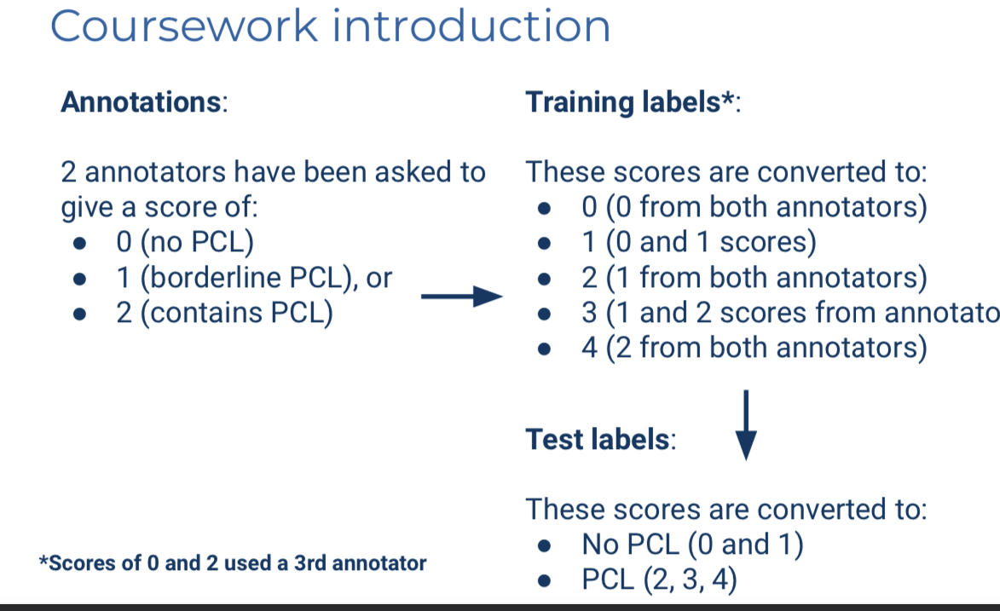 Coursework introduction
Annotations:
2 annotators have been asked to
give a score of:
● 0 (no PCL)
● 1 (borderline PCL), or
● 2 (contains PCL)
*Scores of 0 and 2 used a 3rd annotator
Training labels*:
These scores are converted to:
● 0 (0 from both annotators)
● 1 (0 and 1 scores)
● 2 (1 from both annotators)
● 3 (1 and 2 scores from annotato
● 4 (2 from both annotators)
Test labels:
These scores are converted to:
● No PCL (0 and 1)
● PCL (2, 3, 4)